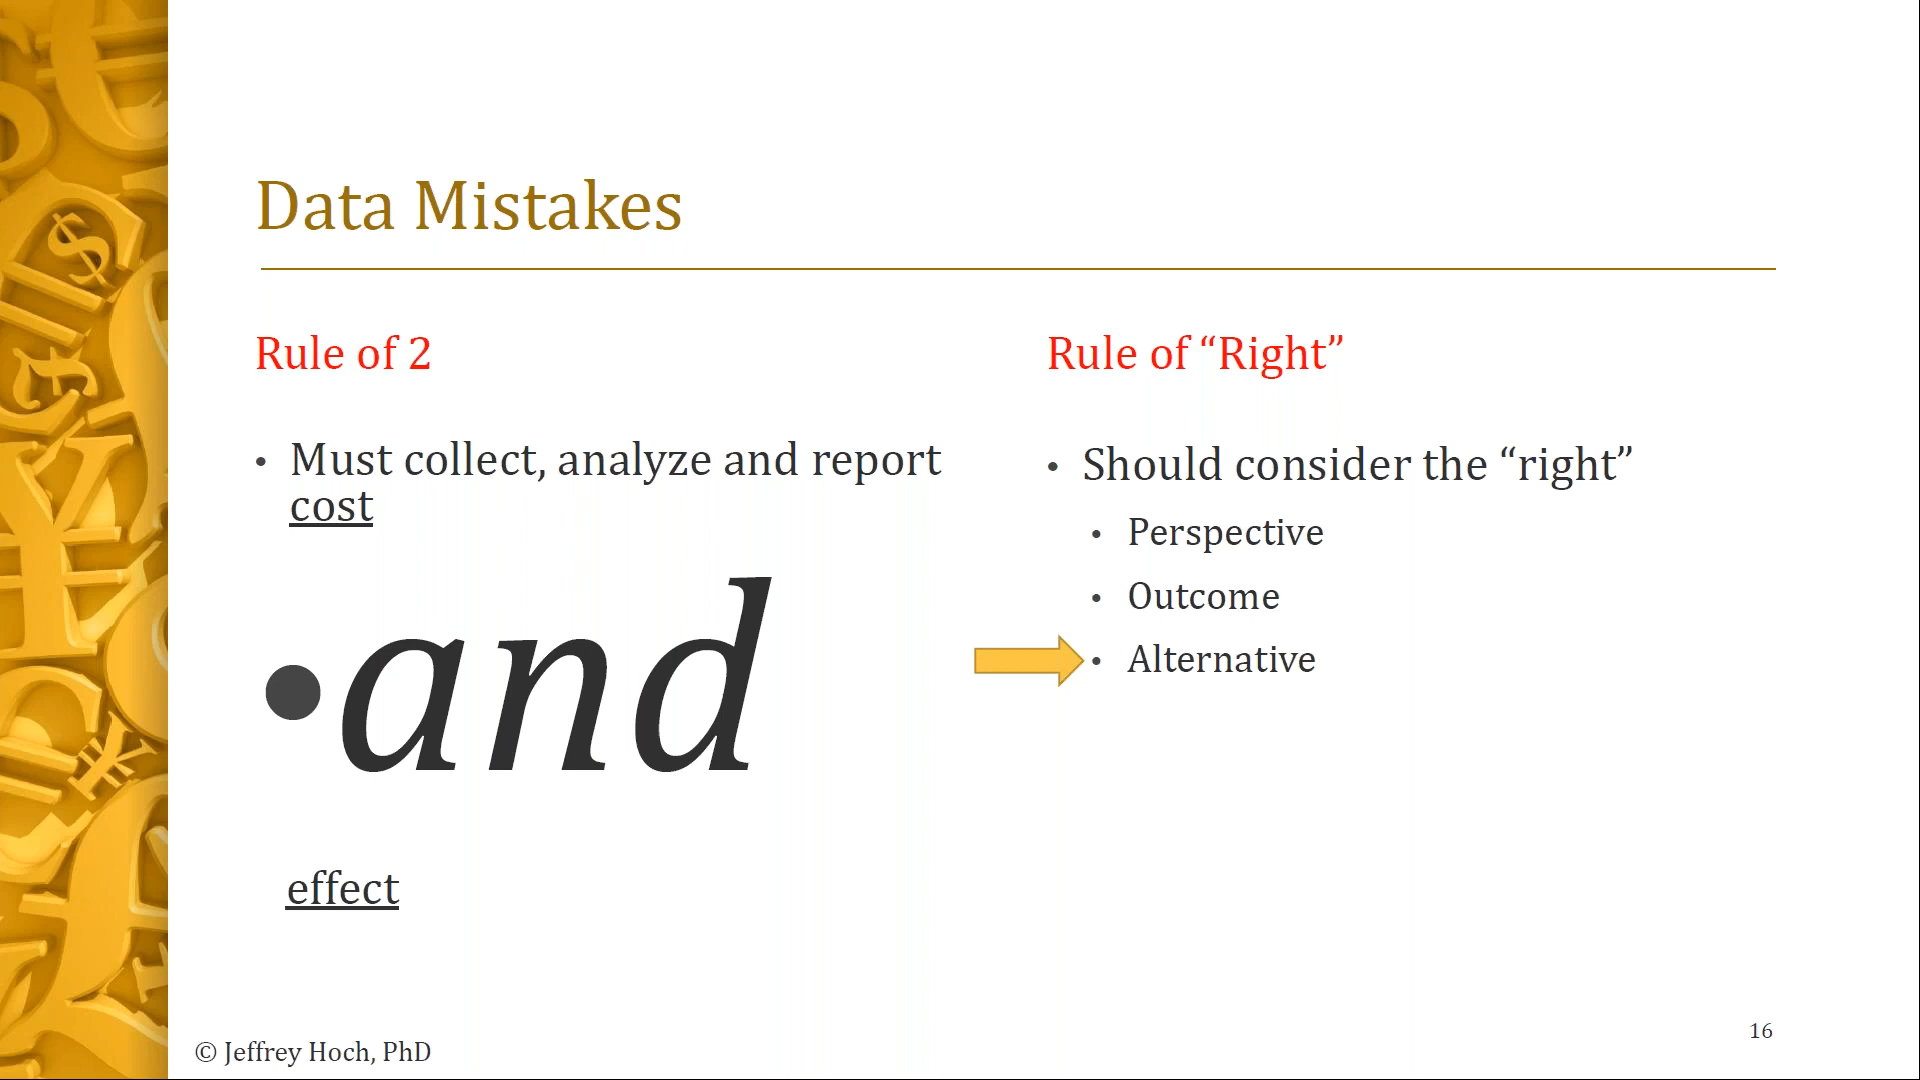 Data Mistakes
Rule of 2
• Must collect, analyze and report
cost
• and
effect
Rule of “Right”
• Should consider the “right”
• Perspective
• Outcome
• Alternative
© Jeffrey Hoch, PhD
16